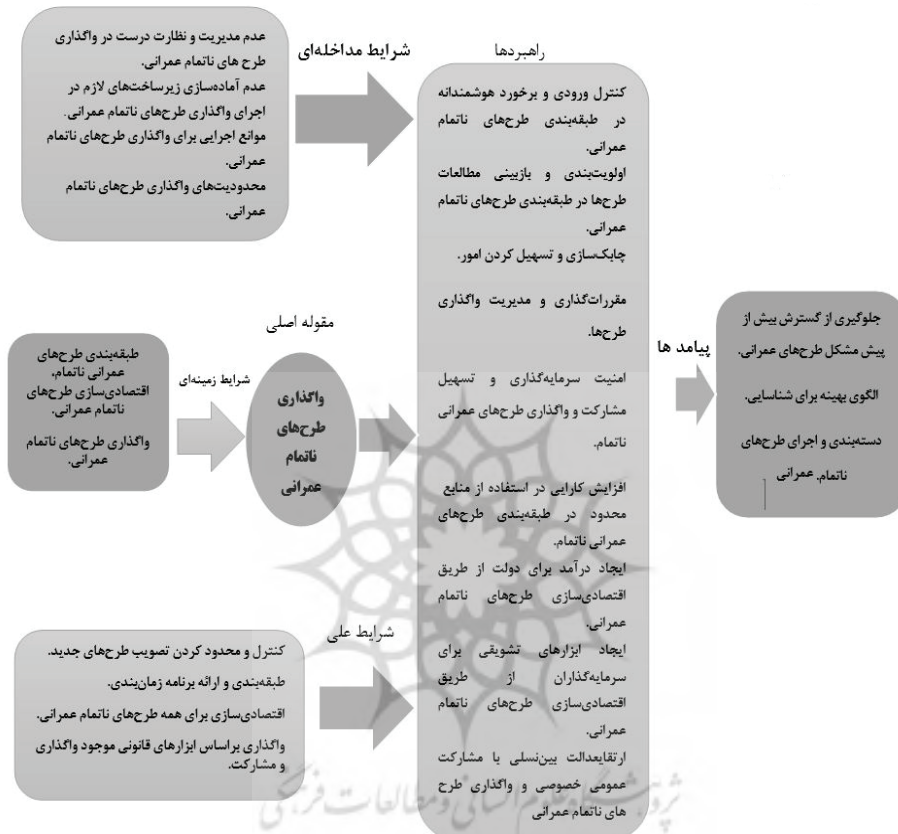 شرایط مداخله‌ای
عدم مدیریت و نظارت درست در واگذاری
طرح های ناتمام عمرانی.
عدم آماده‌سازی زیرساخت‌های لازم در
اجرای واگذاری طرح‌های ناتمام عمرانی.
موانع اجرایی برای واگذاری طرح‌های ناتمام
عمرانی.
محدودیت‌های واگذاری طرح‌های ناتمام
عمرانی.
راهبردها
کنترل ورودی و برخورد هوشمندانه
در طبقه‌بندی طرح‌های ناتمام
عمرانی.
اولویت‌بندی و بازبینی مطالعات
طرح‌ها در طبقه‌بندی طرح‌های ناتمام
عمرانی.
چابک‌سازی و تسهیل کردن امور.
مقررات‌گذاری و مدیریت واگذاری
طرح‌ها.
امنیت سرمایه‌گذاری و تسهیل
مشارکت و واگذاری طرح‌های عمرانی
ناتمام.
افزایش کارایی در استفاده از منابع
محدود در طبقه‌بندی طرح‌های
عمرانی ناتمام.
ایجاد درآمد برای دولت از طریق
اقتصادی‌سازی طرح‌های ناتمام
عمرانی.
ایجاد ابزارهای تشویقی برای
سرمایه‌گذاران از طریق
اقتصادی‌سازی طرح‌های ناتمام
عمرانی.
ارتقایعدالت بین‌نسلی با مشارکت
عمومی خصوصی و واگذاری طرح
های ناتمام عمرانی
پیامد ها
جلوگیری از گسترش بیش از
پیش مشکل طرح‌های عمرانی.
الگوی بهینه برای شناسایی.
دسته‌بندی و اجرای طرح‌های
ناتمام. عمرانی
مقوله اصلی
واگذاری
طرح‌های
ناتمام
عمرانی
شرایط زمینه‌ای
طبقه‌بندی طرح‌های
عمرانی ناتمام.
اقتصادی‌سازی طرح‌های
ناتمام عمرانی.
واگذاری طرح‌های ناتمام
عمرانی.
شرایط علی
کنترل و محدود کردن تصویب طرح‌های جدید.
طبقه‌بندی و ارائه برنامه زمان‌بندی.
اقتصادی‌سازی برای همه طرح‌های ناتمام عمرانی.
واگذاری براساس ابزارهای قانونی موجود واگذاری
و مشارکت.
پژوهشگاه علوم انسانی و مطالعات فرهنگی